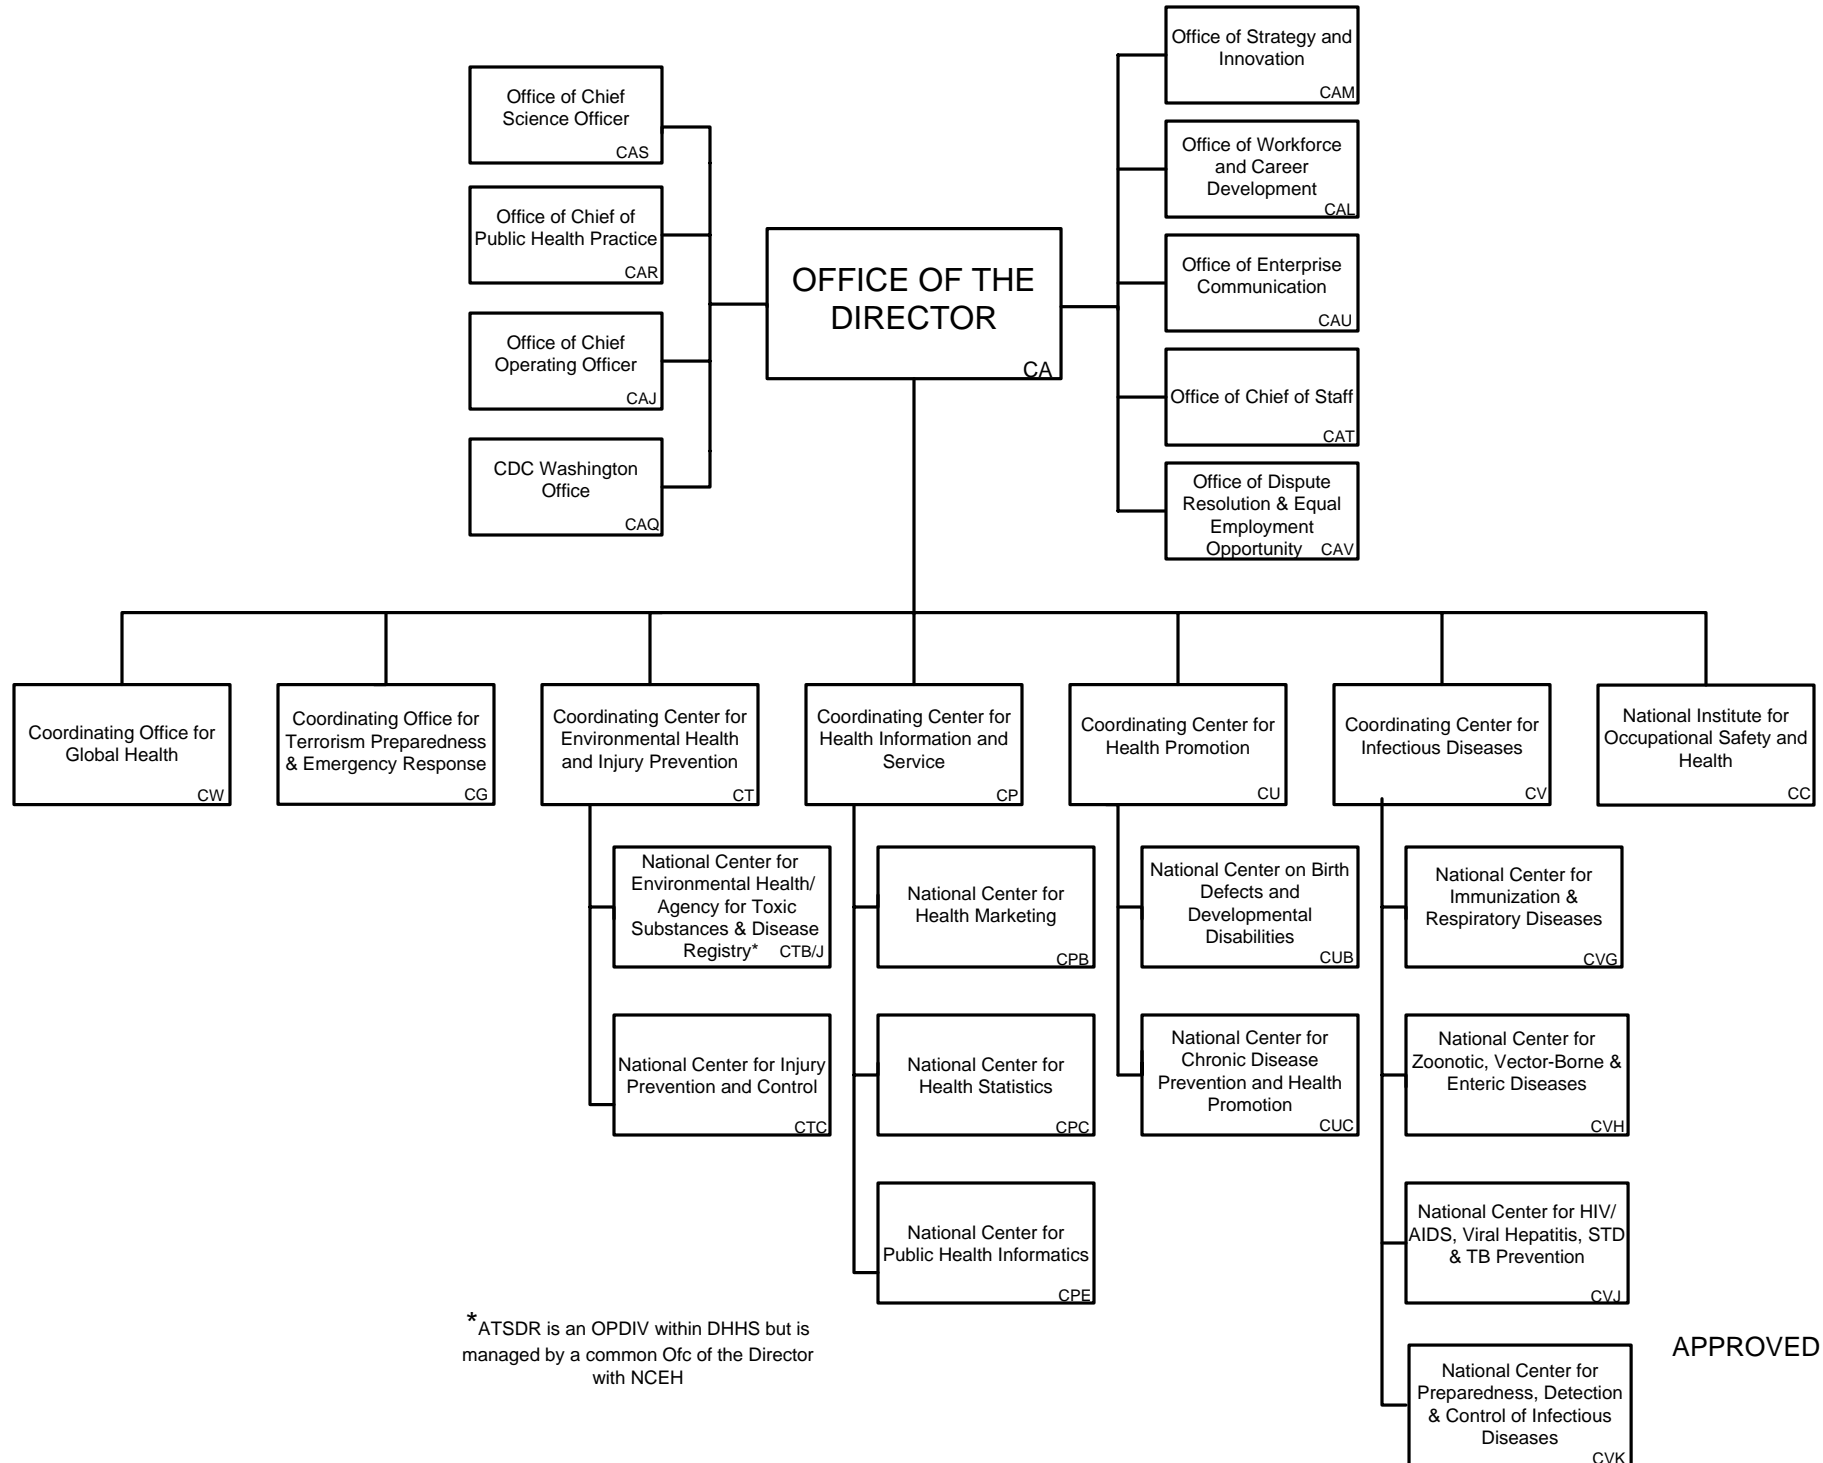 Office of Chief
Science Officer
CAS
Office of Chief of
Public Health Practice
CAR
Office of Chief
Operating Officer
CAJ
CDC Washington
Office
CAQ
OFFICE OF THE
DIRECTOR
CA
Office of Strategy and
Innovation
CAM
Office of Workforce
and Career
Development
CAL
Office of Enterprise
Communication
CAU
Office of Chief of Staff
CAT
Office of Dispute
Resolution & Equal
Employment
Opportunity CAV
Coordinating Office for
Global Health
CW
Coordinating Office for
Terrorism Preparedness
& Emergency Response
CG
Coordinating Center for
Environmental Health
and Injury Prevention
CT
Coordinating Center for
Health Information and
Service
CP
Coordinating Center for
Health Promotion
CU
Coordinating Center for
Infectious Diseases
CV
National Institute for
Occupational Safety and
Health
CC
National Center for
Environmental Health/
Agency for Toxic
Substances & Disease
Registry* CTB/J
National Center for Injury
Prevention and Control
CTC
National Center for
Health Marketing
CPB
National Center for
Health Statistics
CPC
National Center for
Public Health Informatics
CPE
National Center on Birth
Defects and
Developmental
Disabilities
CUB
National Center for
Chronic Disease
Prevention and Health
Promotion
CUC
National Center for
Immunization &
Respiratory Diseases
CVG
National Center for
Zoonotic, Vector-Borne &
Enteric Diseases
CVH
National Center for HIV/
AIDS, Viral Hepatitis, STD
& TB Prevention
CVJ
National Center for
Preparedness, Detection
& Control of Infectious
Diseases
CVK
*ATSDR is an OPDIV within DHHS but is
managed by a common Ofc of the Director
with NCEH
APPROVED